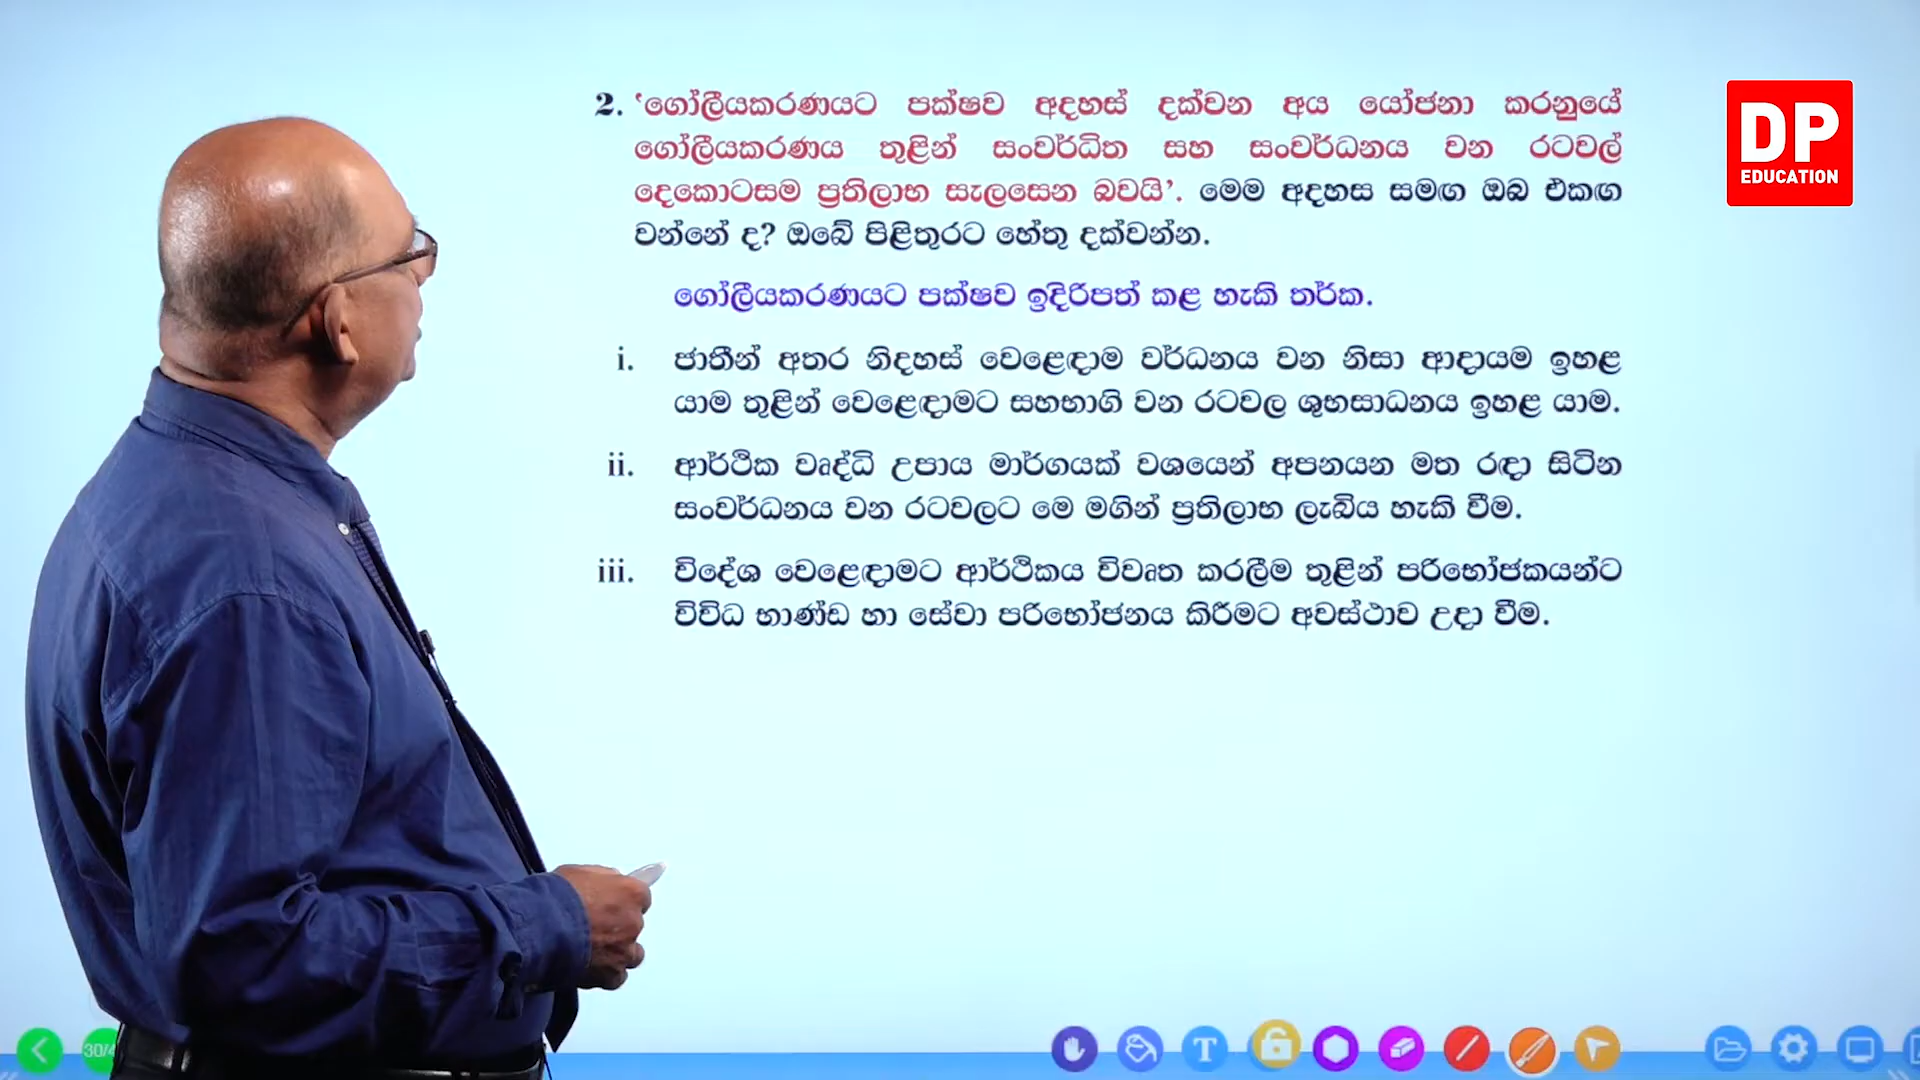 2. ‘ගෝලීයකරණයට පක්ෂව අදහස් දක්වන අය යෝජනා කරනුයේ
ගෝලීයකරණය තුළින් සංවර්ධිත සහ සංවර්ධනය වන රටවල්
දෙකොටසම ප්‍රතිලාභ සැලසෙන බවයි’. මෙම අදහස සමඟ ඔබ එකඟ
වන්නේ ද? ඔබේ පිළිතුරට හේතු දක්වන්න.
ගෝලීයකරණයට පක්ෂව ඉදිරිපත් කළ හැකි තර්ක.
i. ජාතීන් අතර නිදහස් වෙළෙඳාම වර්ධනය වන නිසා ආදායම ඉහළ
යාම තුළින් වෙළෙඳාමට සහභාගි වන රටවල ශුභසාධනය ඉහළ යාම.
ii. ආර්ථික වෘද්ධි උපාය මාර්ගයක් වශයෙන් අපනයන මත රඳා සිටින
සංවර්ධනය වන රටවලට මෙ මගින් ප්‍රතිලාභ ලැබිය හැකි වීම.
iii. විදේශ වෙළෙඳාමට ආර්ථිකය විවෘත කරලීම තුළින් පරිභෝජකයන්ට
විවිධ භාණ්ඩ හා සේවා පරිභෝජනය කිරීමට අවස්ථාව උදා වීම.
DP
EDUCATION
30/4
T